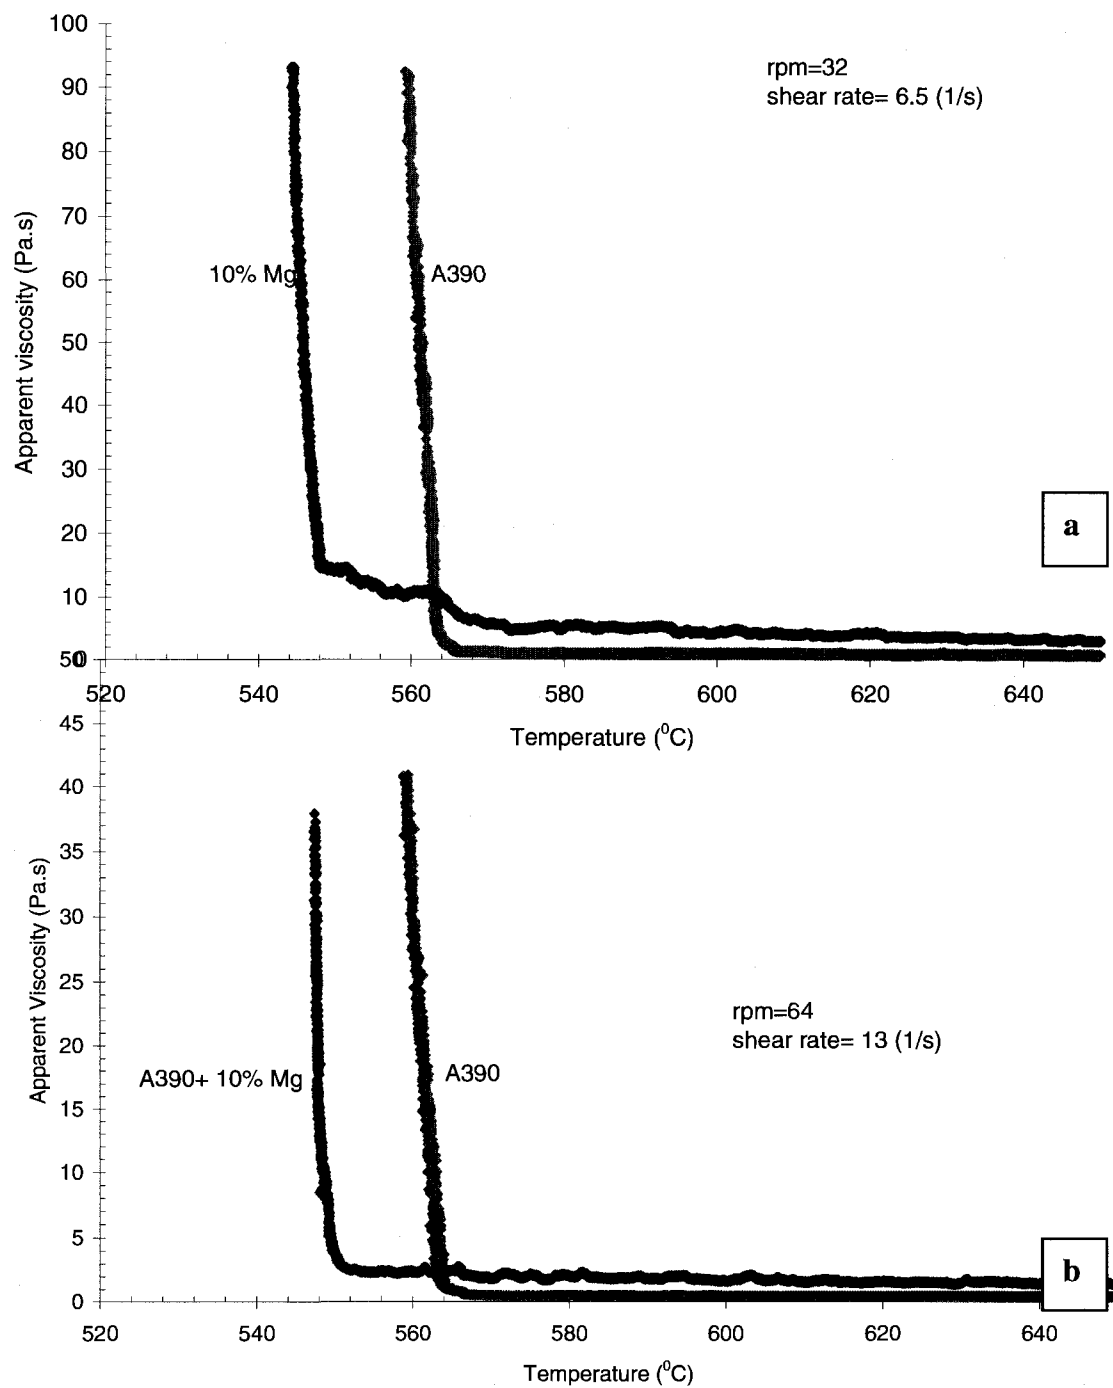 100
90
80
70
60
50
40
30
20
10
0
Apparent viscosity (Pa.s)
rpm=32
shear rate= 6.5 (1/s)
10% Mg
A390
a
520 540 560 580 600 620 640
Temperature (⁰C)
50
45
40
35
30
25
20
15
10
5
0
Apparent Viscosity (Pa.s)
rpm=64
shear rate= 13 (1/s)
A390+ 10% Mg
A390
b
520 540 560 580 600 620 640
Temperature (⁰C)